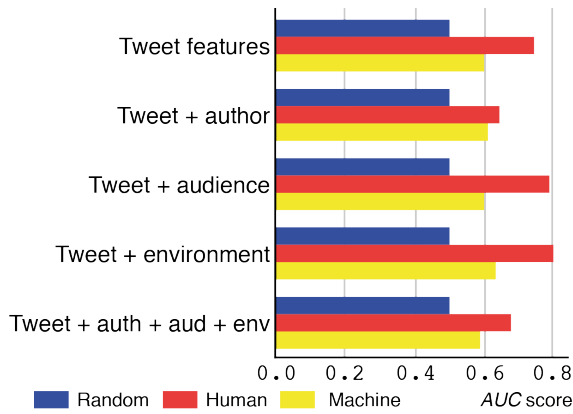 Tweet features
Tweet + author
Tweet + audience
Tweet + environment
Tweet + auth + aud + env
0.0 0.2 0.4 0.6 0.8
Random Human Machine AUC score